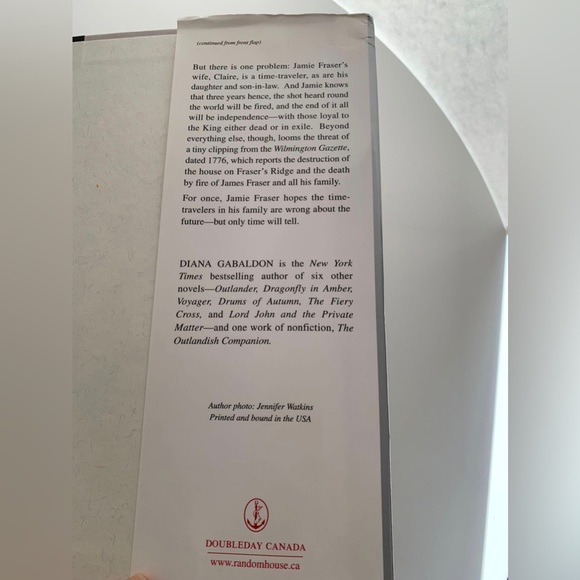 (continued from front flap)
But there is one problem: Jamie Fraser's
wife, Claire, is a time-traveler, as are his
daughter and son-in-law. And Jamie knows
that three years hence, the shot heard round
the world will be fired, and the end of it all
will be independence—with those loyal to
the King either dead or in exile. Beyond
everything else, though, looms the threat of
a tiny clipping from the Wilmington Gazette,
dated 1776, which reports the destruction of
the house on Fraser's Ridge and the death
by fire of James Fraser and all his family.
For once, Jamie Fraser hopes the time-
travelers in his family are wrong about the
future—but only time will tell.
DIANA GABALDON is the New York
Times bestselling author of six other
novels—Outlander, Dragonfly in Amber,
Voyager, Drums of Autumn, The Fiery
Cross, and Lord John and the Private
Matter—and one work of nonfiction, The
Outlandish Companion.
Author photo: Jennifer Watkins
Printed and bound in the USA
DOUBLEDAY CANADA
www.randomhouse.ca